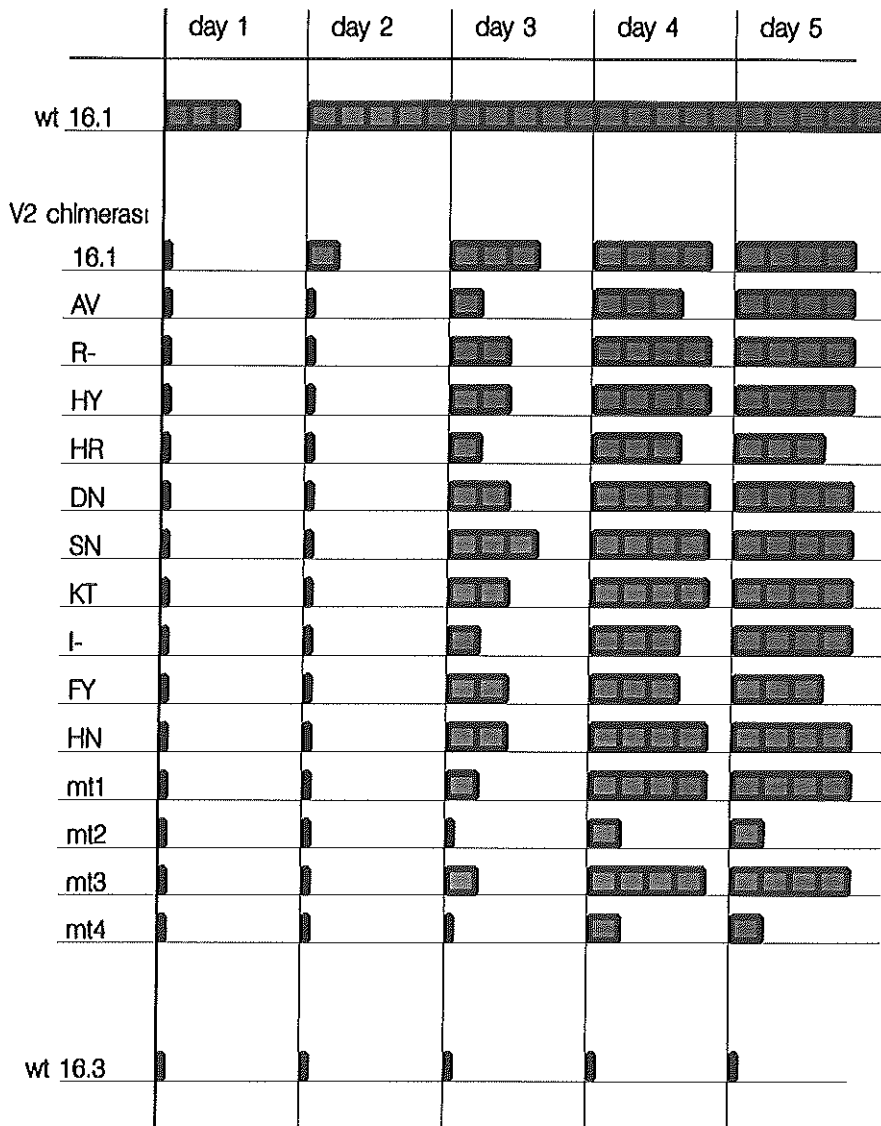 day 1 day 2 day 3 day 4 day 5
wt 16.1
V2 chimeras:
16.1
AV
R-
HY
HR
DN
SN
KT
I-
FY
HN
mt1
mt2
mt3
mt4
wt 16.3